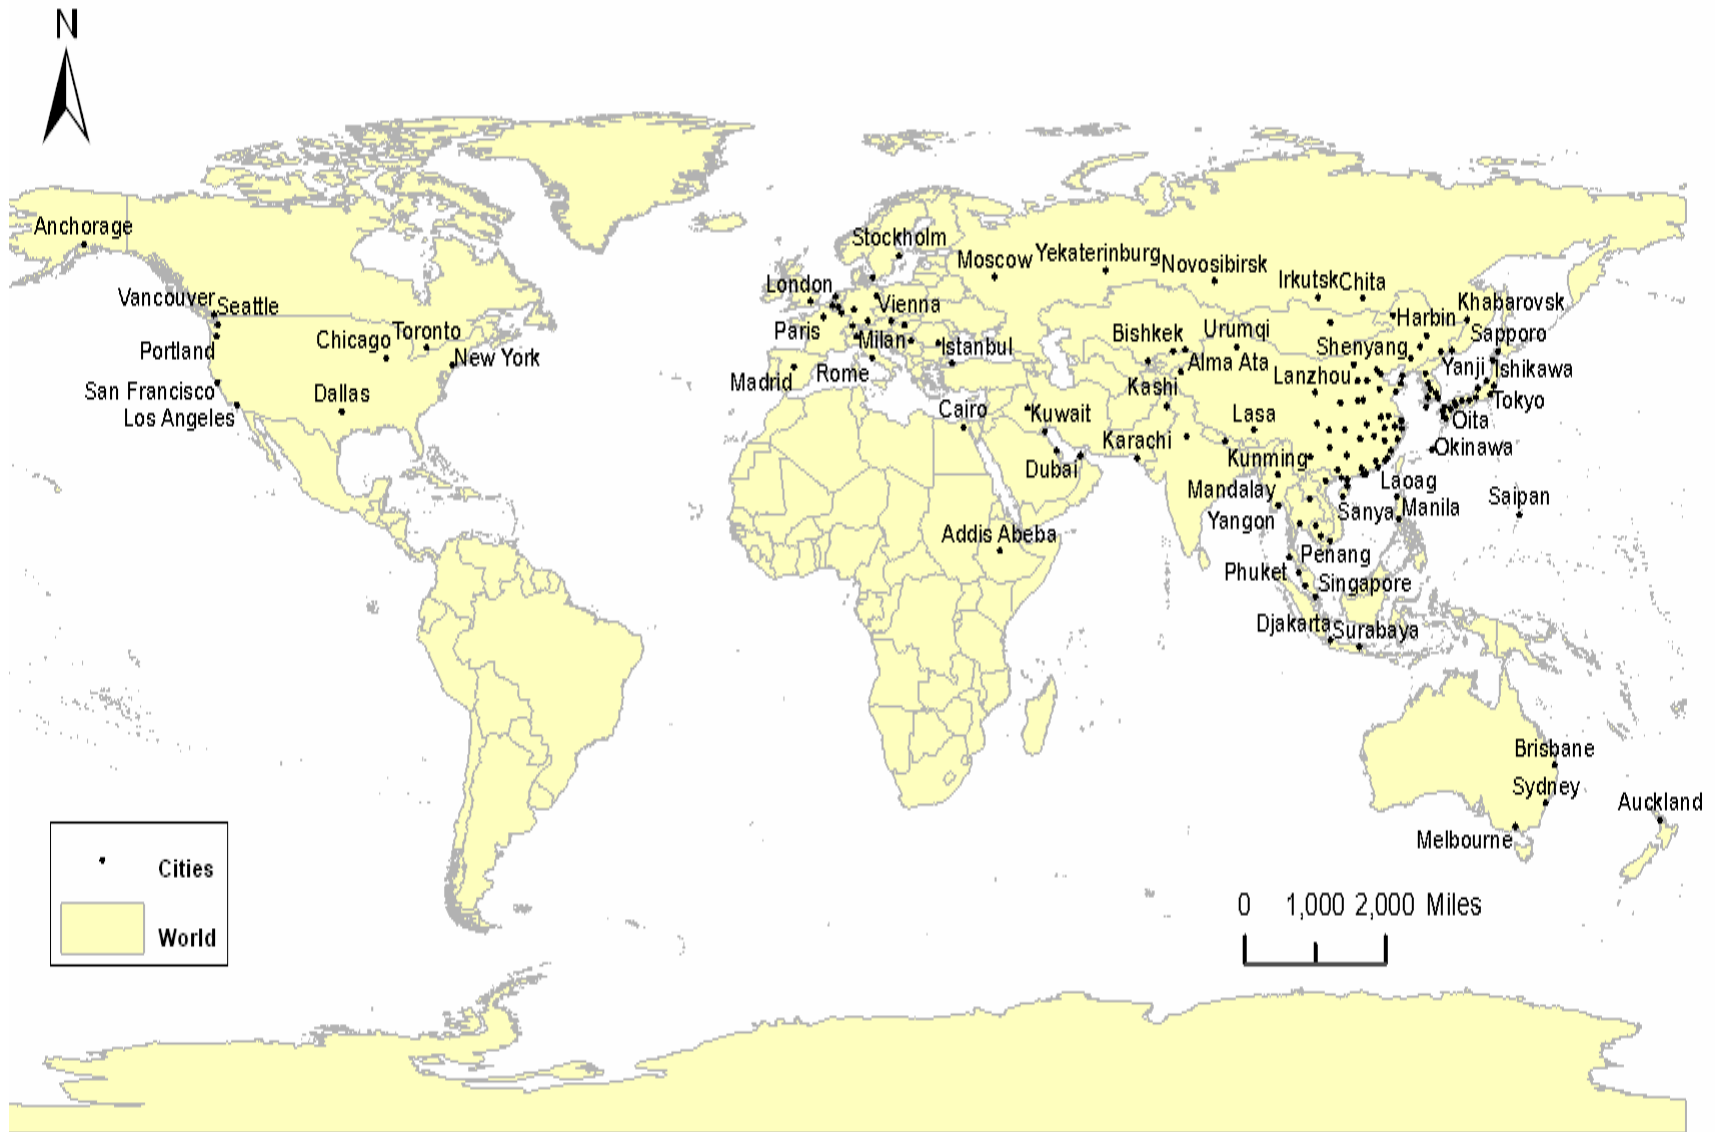 N
Anchorage
Stockholm
Moscow
Yekaterinburg
Novosibirsk
London
Irkutsk
Chita
Vancouver
Seattle
Vienna
Khabarovsk
Harbin
Chicago
Toronto
Paris
Milan
Istanbul
Bishkek
Urumqi
Sapporo
Portland
New York
Shenyang
Alma Ata
Yanji
Ishikawa
Madrid
Rome
Lanzhou
San Francisco
Dallas
Kashi
Tokyo
Los Angeles
Cairo
Kuwait
Lasa
Oita
Karachi
Okinawa
Dubai
Kunming
Laoag
Mandalay
Saipan
Yangon
Sanya
Manila
Addis Abeba
Penang
Phuket
Singapore
Djakarta
Surabaya
Brisbane
Sydney
Auckland
Melbourne
Cities
World
0 1,000 2,000 Miles